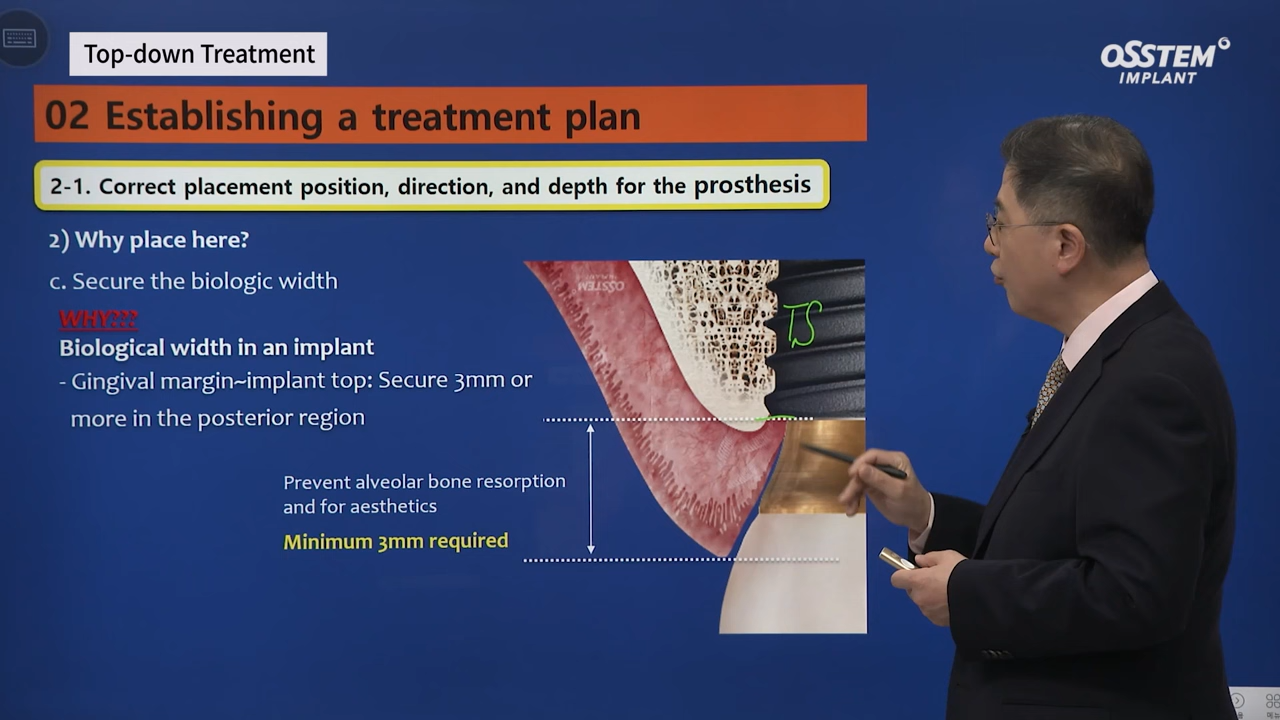 Top-down Treatment
OSSTEM
IMPLANT
02 Establishing a treatment plan
2-1. Correct placement position, direction, and depth for the prosthesis
2) Why place here?
c. Secure the biologic width
WHY???
Biological width in an implant
- Gingival margin~implant top: Secure 3mm or
more in the posterior region
OSSTEM
TS
Prevent alveolar bone resorption
and for aesthetics
Minimum 3mm required